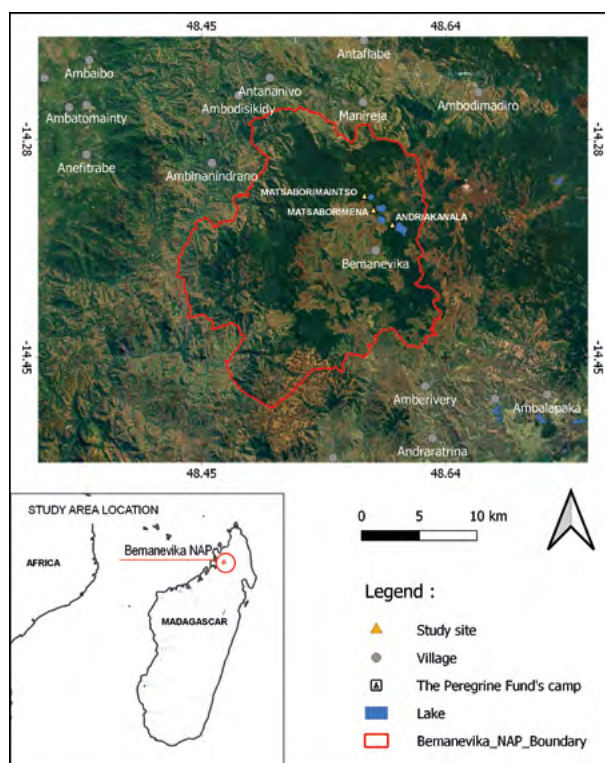 48.45 48.64
Antafiabe
Ambaibo
Antananivo
Ambodisikidy
Ambodimadiro
Ambatomainty
Manireja
-14.28 -14.28
Anefitrabe
Ambinanindrano
MATSABORIMAINTSO
MATSABORIMENA
ANDRIAKANALA
Bemanevika
-14.45 -14.45
Amberivery
Ambalapaka
Andraratrina
48.45 48.64
STUDY AREA LOCATION
Bemanevika NAP
AFRICA
MADAGASCAR
0 5 10 km
Legend :
Study site
Village
The Peregrine Fund's camp
Lake
Bemanevika_NAP_Boundary